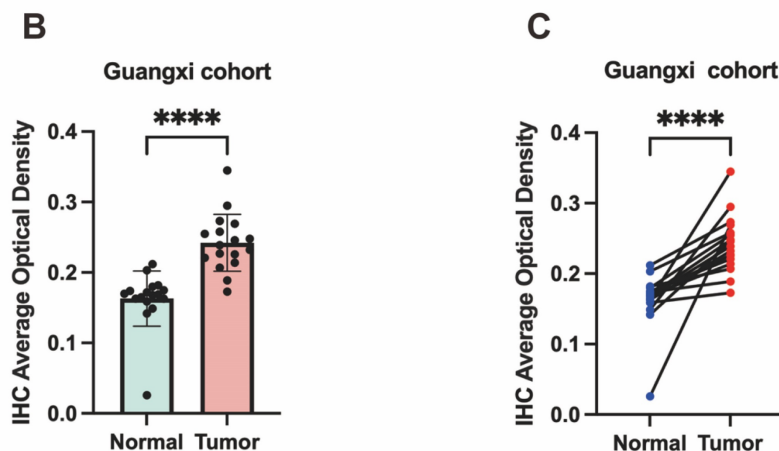 B
Guangxi cohort
****
IHC Average Optical Density
0.4
0.3
0.2
0.1
0.0
Normal Tumor
C
Guangxi cohort
****
IHC Average Optical Density
0.4
0.3
0.2
0.1
0.0
Normal Tumor